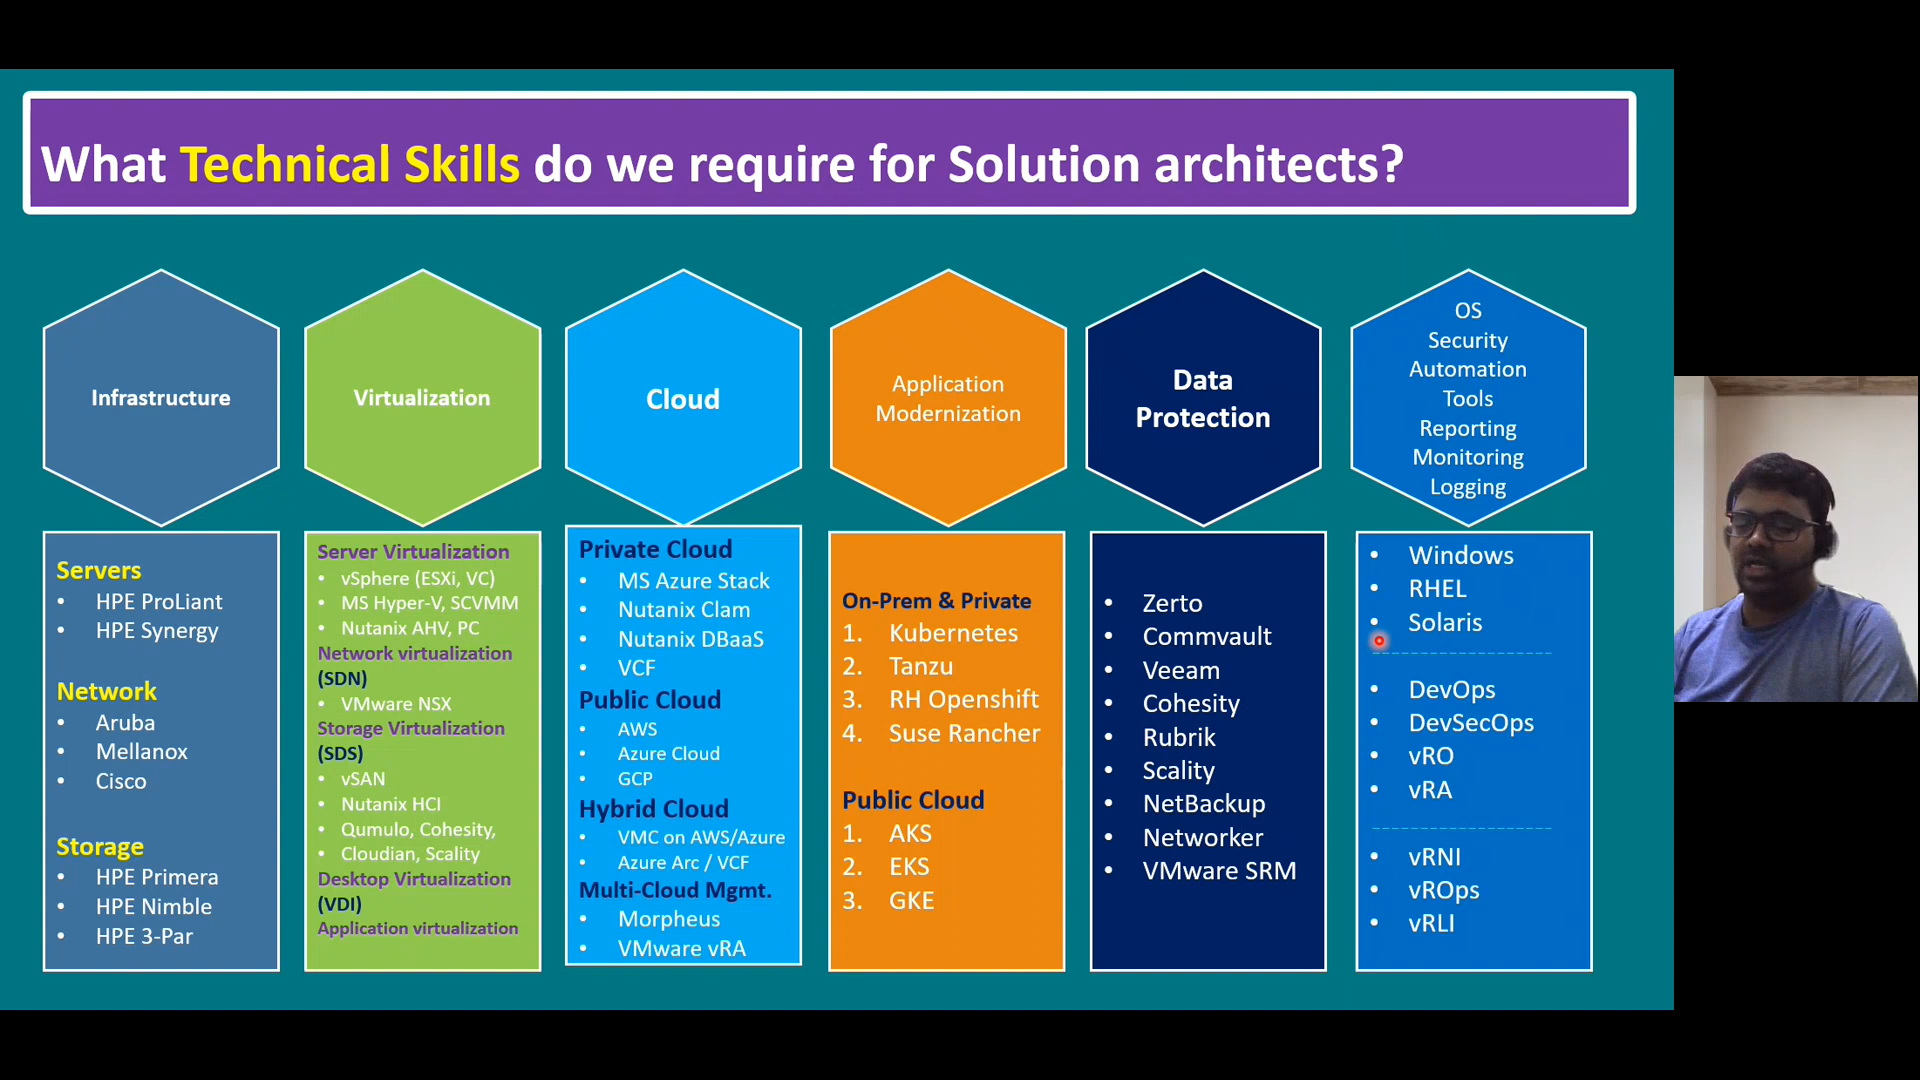 What Technical Skills do we require for Solution architects?
Infrastructure
Servers
• HPE ProLiant
• HPE Synergy
Network
• Aruba
• Mellanox
• Cisco
Storage
• HPE Primera
• HPE Nimble
• HPE 3-Par
Virtualization
Server Virtualization
• vSphere (ESXi, VC)
• MS Hyper-V, SCVMM
• Nutanix AHV, PC
Network virtualization
(SDN)
• VMware NSX
Storage Virtualization
(SDS)
• vSAN
• Nutanix HCI
• Qumulo, Cohesity,
• Cloudian, Scality
Desktop Virtualization
(VDI)
Application virtualization
Cloud
Private Cloud
• MS Azure Stack
• Nutanix Clam
• Nutanix DBaaS
• VCF
Public Cloud
• AWS
• Azure Cloud
• GCP
Hybrid Cloud
• VMC on AWS/Azure
• Azure Arc / VCF
Multi-Cloud Mgmt.
• Morpheus
• VMware vRA
Application
Modernization
On-Prem & Private
1. Kubernetes
2. Tanzu
3. RH Openshift
4. Suse Rancher
Public Cloud
1. AKS
2. EKS
3. GKE
Data
Protection
• Zerto
• Commvault
• Veeam
• Cohesity
• Rubrik
• Scality
• NetBackup
• Networker
• VMware SRM
OS
Security
Automation
Tools
Reporting
Monitoring
Logging
• Windows
• RHEL
• Solaris
• DevOps
• DevSecOps
• vRO
• vRA
• vRNI
• vROps
• vRLI